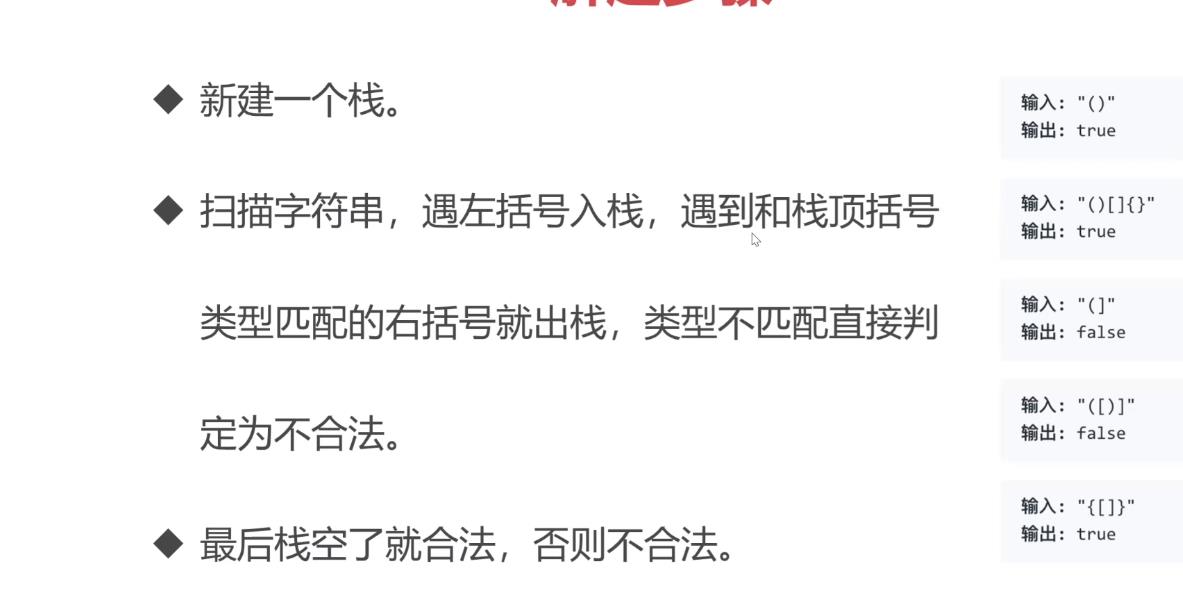 解题步骤
◆ 新建一个栈。
◆ 扫描字符串，遇左括号入栈，遇到和栈顶括号
类型匹配的右括号就出栈，类型不匹配直接判
定为不合法。
◆ 最后栈空了就合法，否则不合法。
输入: "()"
输出: true
输入: "()[]{}"
输出: true
输入: "(]"
输出: false
输入: "([)]"
输出: false
输入: "{[]}"
输出: true